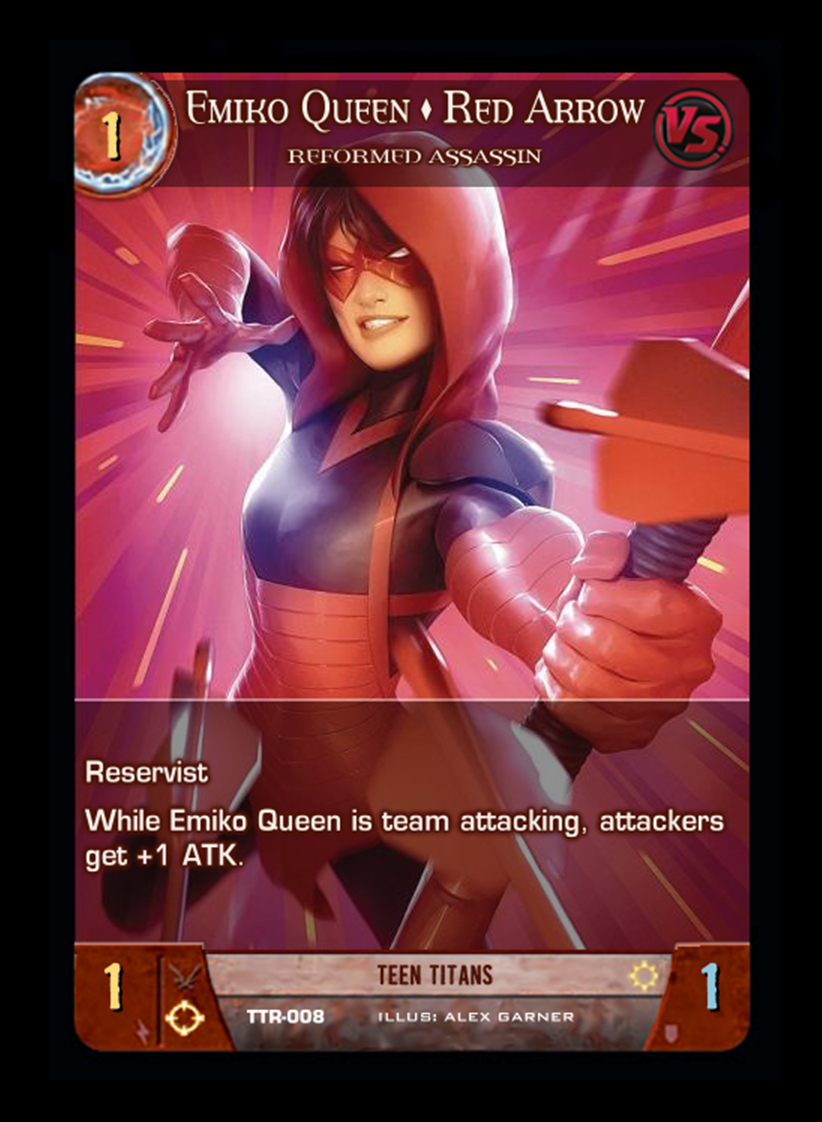 1
Emiko Queen ♦ Red Arrow
VS.
REFORMED ASSASSIN
Reservist
While Emiko Queen is team attacking, attackers
get +1 ATK.
1
TEEN TITANS
1
TTR-008 ILLUS: ALEX GARNER